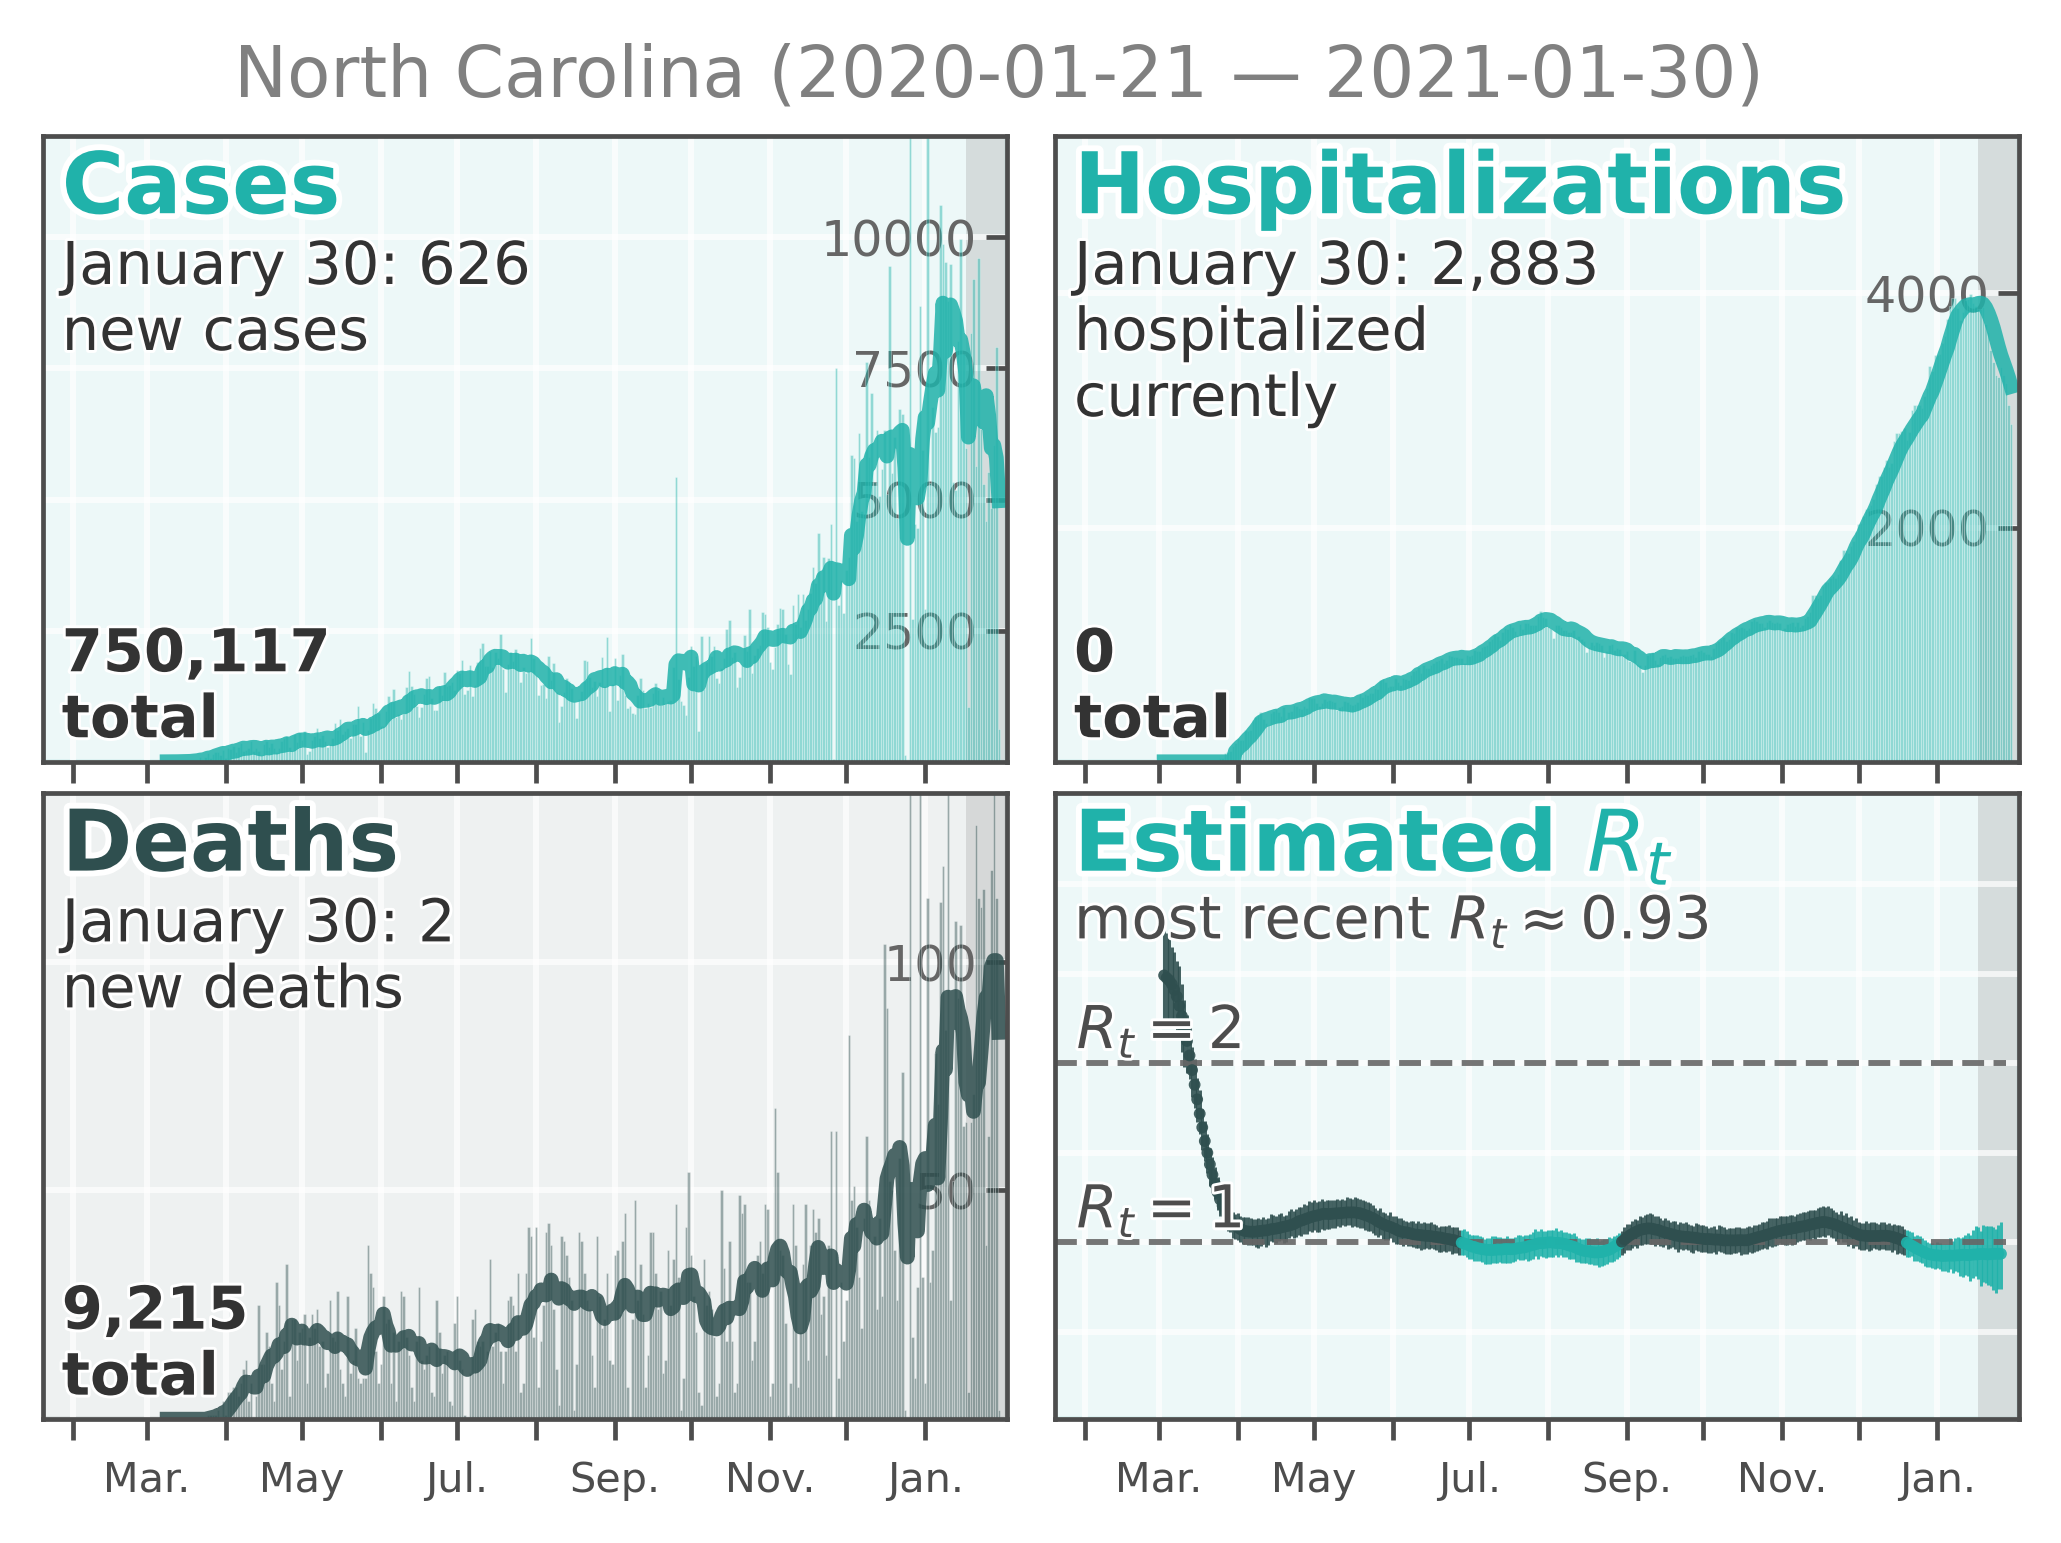 North Carolina (2020-01-21 — 2021-01-30)
Cases
January 30: 626
new cases
10000
7500
5000
2500
750,117
total
Hospitalizations
January 30: 2,883
hospitalized
currently
4000
2000
0
total
Deaths
January 30: 2
new deaths
100
50
9,215
total
Mar. May Jul. Sep. Nov. Jan.
Estimated Rₜ
most recent Rₜ ≈ 0.93
Rₜ = 2
Rₜ = 1
Mar. May Jul. Sep. Nov. Jan.